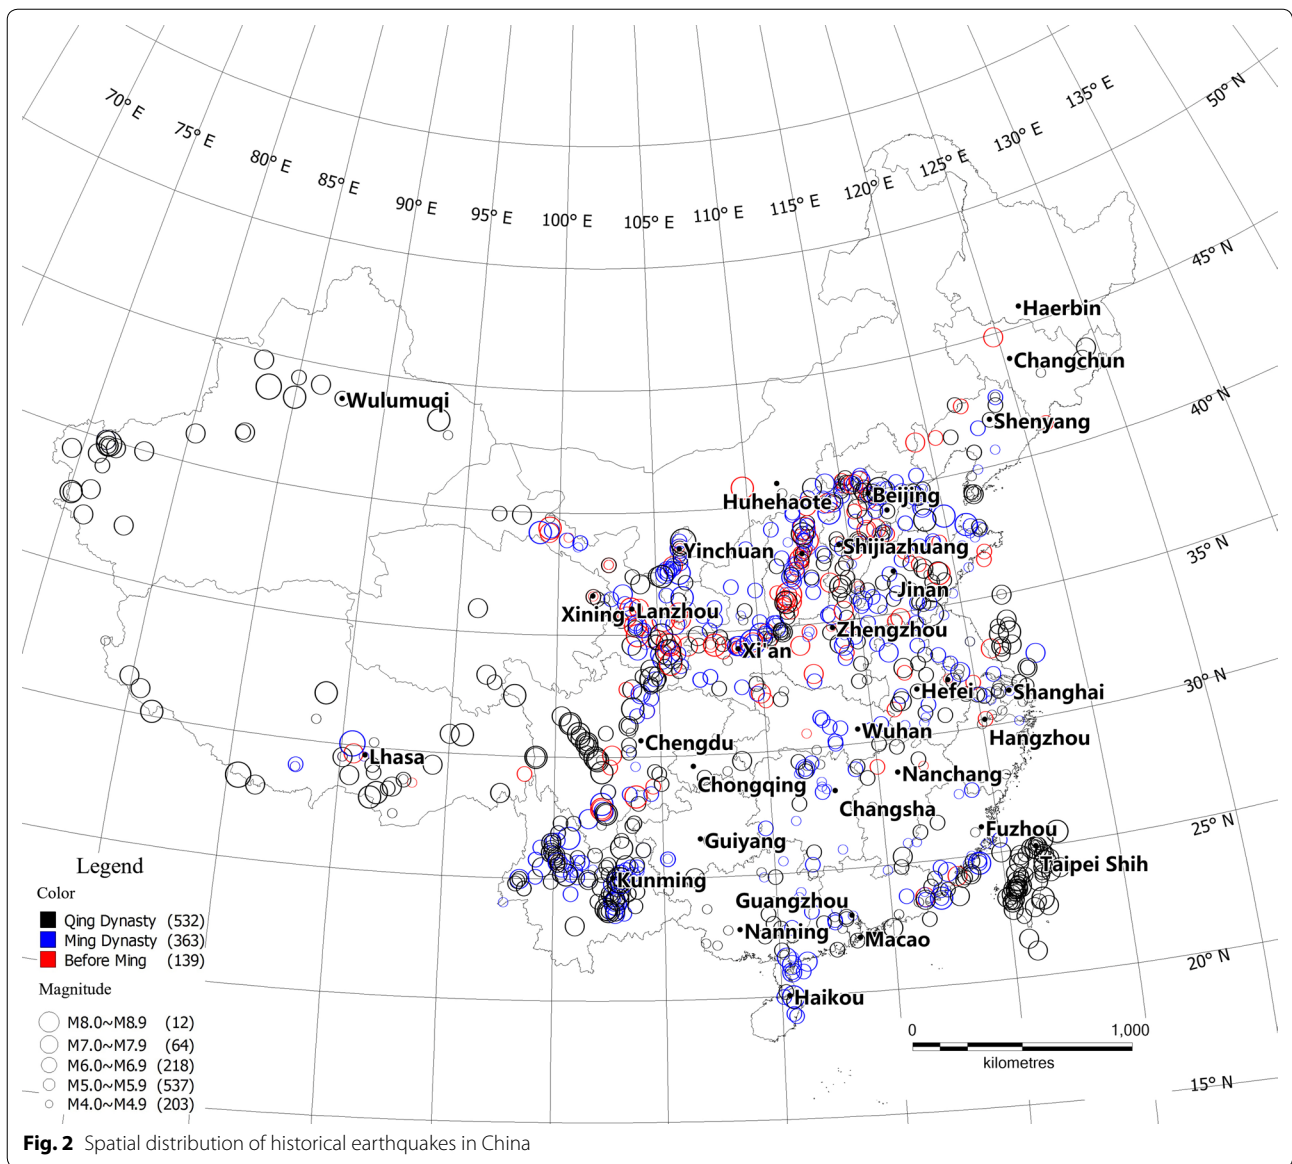 70° E
75° E
80° E
85° E
90° E
95° E
100° E
105° E
110° E
115° E
120° E
125° E
130° E
135° E
50° N
45° N
40° N
35° N
30° N
25° N
20° N
15° N
Haerbin
Changchun
Shenyang
Wulumuqi
Huhehaote
Beijing
Yinchuan
Shijiazhuang
Jinan
Xining
Lanzhou
Zhengzhou
Xi'an
Hefei
Shanghai
Wuhan
Hangzhou
Chengdu
Lhasa
Nanchang
Chongqing
Changsha
Fuzhou
Guiyang
Taipei Shih
Kunming
Guangzhou
Nanning
Macao
Haikou
Legend
Color
Qing Dynasty (532)
Ming Dynasty (363)
Before Ming (139)
Magnitude
M8.0~M8.9 (12)
M7.0~M7.9 (64)
M6.0~M6.9 (218)
M5.0~M5.9 (537)
M4.0~M4.9 (203)
0 1,000
kilometres
Fig. 2 Spatial distribution of historical earthquakes in China